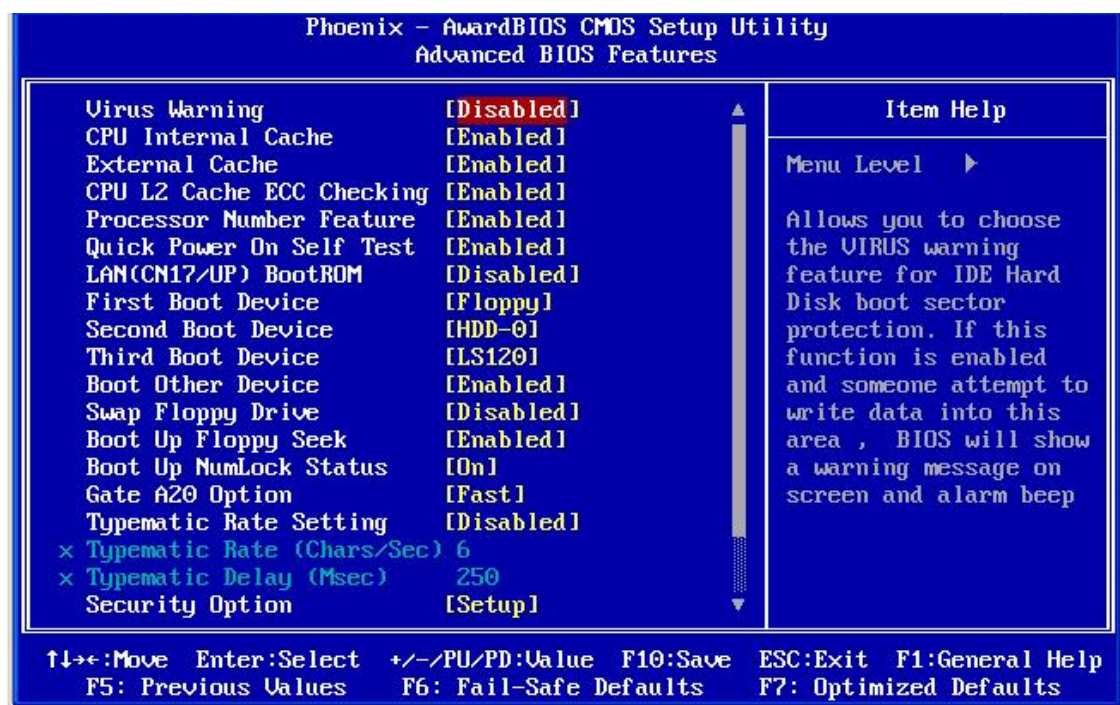 Phoenix - AwardBIOS CMOS Setup Utility
Advanced BIOS Features
Virus Warning [Disabled]
CPU Internal Cache [Enabled]
External Cache [Enabled]
CPU L2 Cache ECC Checking [Enabled]
Processor Number Feature [Enabled]
Quick Power On Self Test [Enabled]
LAN(CN17/UP) BootROM [Disabled]
First Boot Device [Floppy]
Second Boot Device [HDD-0]
Third Boot Device [LS120]
Boot Other Device [Enabled]
Swap Floppy Drive [Disabled]
Boot Up Floppy Seek [Enabled]
Boot Up NumLock Status [On]
Gate A20 Option [Fast]
Typematic Rate Setting [Disabled]
x Typematic Rate (Chars/Sec) 6
x Typematic Delay (Msec) 250
Security Option [Setup]
Item Help
Menu Level ▶
Allows you to choose
the VIRUS warning
feature for IDE Hard
Disk boot sector
protection. If this
function is enabled
and someone attempt to
write data into this
area , BIOS will show
a warning message on
screen and alarm beep
↑↓→←:Move Enter:Select +/-/PU/PD:Value F10:Save ESC:Exit F1:General Help
F5: Previous Values F6: Fail-Safe Defaults F7: Optimized Defaults